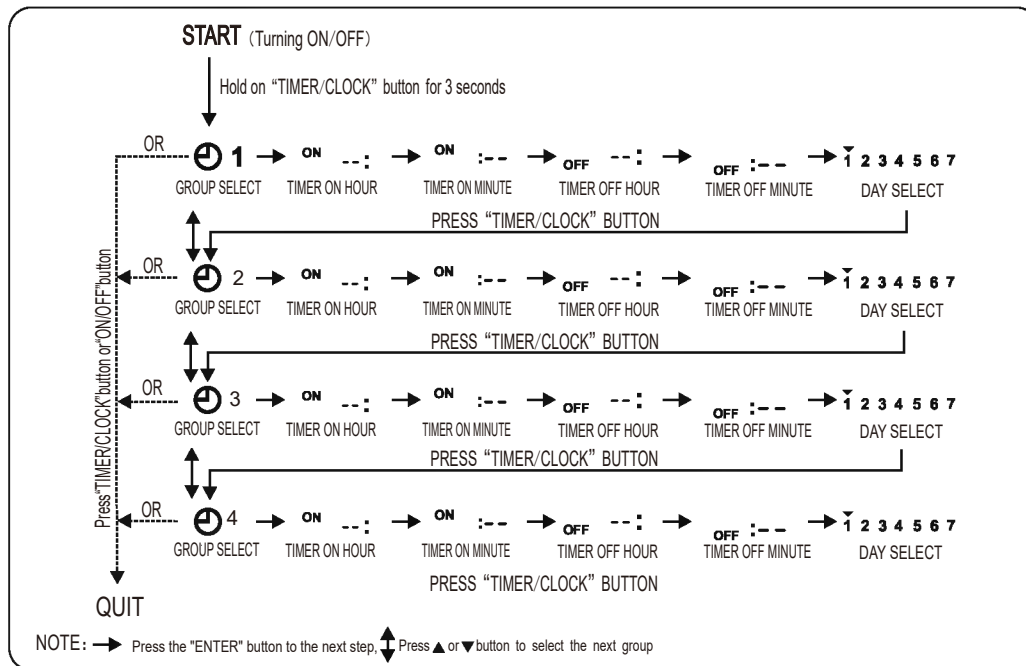 START (Turning ON/OFF)
Hold on “TIMER/CLOCK” button for 3 seconds
OR 1 ON --: ON :-- OFF --: OFF :-- 1 2 3 4 5 6 7
GROUP SELECT TIMER ON HOUR TIMER ON MINUTE TIMER OFF HOUR TIMER OFF MINUTE DAY SELECT
PRESS “TIMER/CLOCK” BUTTON
OR 2 ON --: ON :-- OFF --: OFF :-- 1 2 3 4 5 6 7
GROUP SELECT TIMER ON HOUR TIMER ON MINUTE TIMER OFF HOUR TIMER OFF MINUTE DAY SELECT
PRESS “TIMER/CLOCK” BUTTON
OR 3 ON --: ON :-- OFF --: OFF :-- 1 2 3 4 5 6 7
GROUP SELECT TIMER ON HOUR TIMER ON MINUTE TIMER OFF HOUR TIMER OFF MINUTE DAY SELECT
PRESS “TIMER/CLOCK” BUTTON
OR 4 ON --: ON :-- OFF --: OFF :-- 1 2 3 4 5 6 7
GROUP SELECT TIMER ON HOUR TIMER ON MINUTE TIMER OFF HOUR TIMER OFF MINUTE DAY SELECT
PRESS “TIMER/CLOCK” BUTTON
Press“TIMER/CLOCK”button or“ON/OFF”button
QUIT
NOTE: → Press the "ENTER" button to the next step, ↕ Press ▲ or ▼ button to select the next group